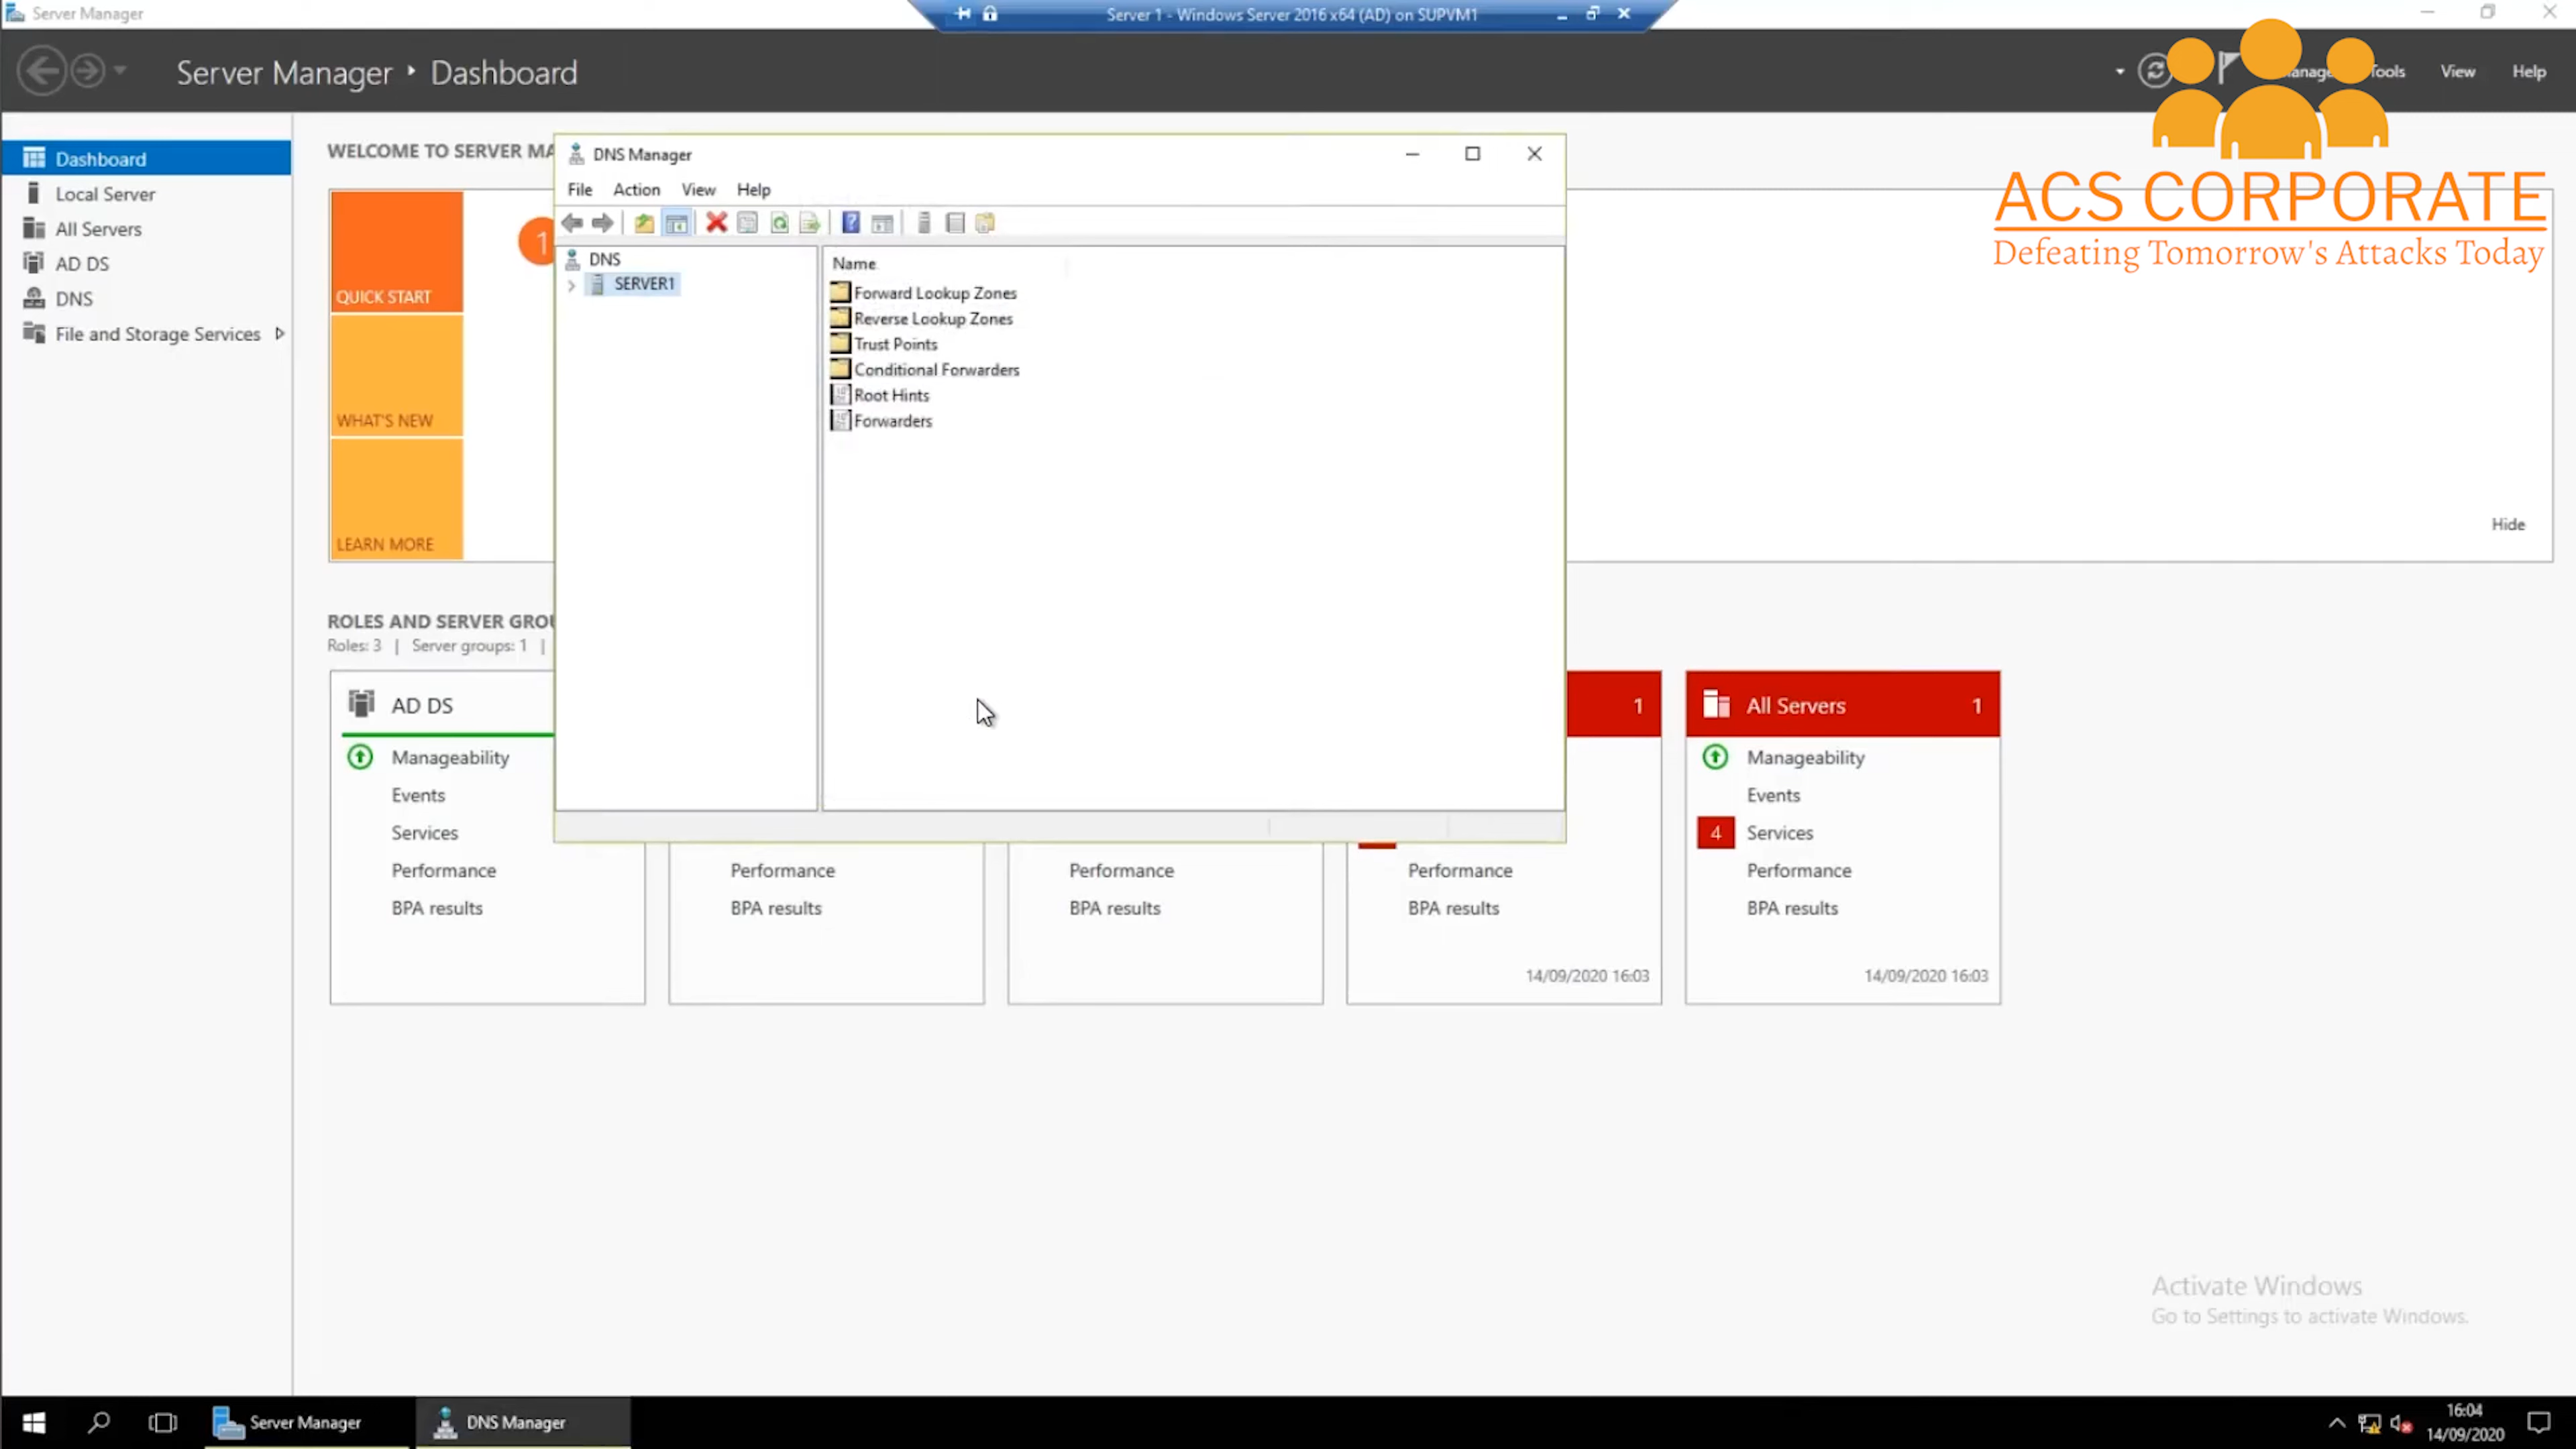 Server Manager
Server 1 - Windows Server 2016 x64 (AD) on SUPVM1
Server Manager Dashboard
Tools View Help
ACS CORPORATE
Defeating Tomorrow's Attacks Today
Dashboard
Local Server
All Servers
AD DS
DNS
File and Storage Services
WELCOME TO SERVER MA
QUICK START
1
WHAT'S NEW
LEARN MORE
Hide
DNS Manager
File Action View Help
DNS
SERVER1
Name
Forward Lookup Zones
Reverse Lookup Zones
Trust Points
Conditional Forwarders
Root Hints
Forwarders
ROLES AND SERVER GROU
Roles: 3 | Server groups: 1 |
AD DS
Manageability
Events
Services
Performance
BPA results
Performance
BPA results
Performance
BPA results
1
Performance
BPA results
14/09/2020 16:03
All Servers 1
Manageability
Events
4 Services
Performance
BPA results
14/09/2020 16:03
Activate Windows
Go to Settings to activate Windows.
Server Manager
DNS Manager
16:04
14/09/2020